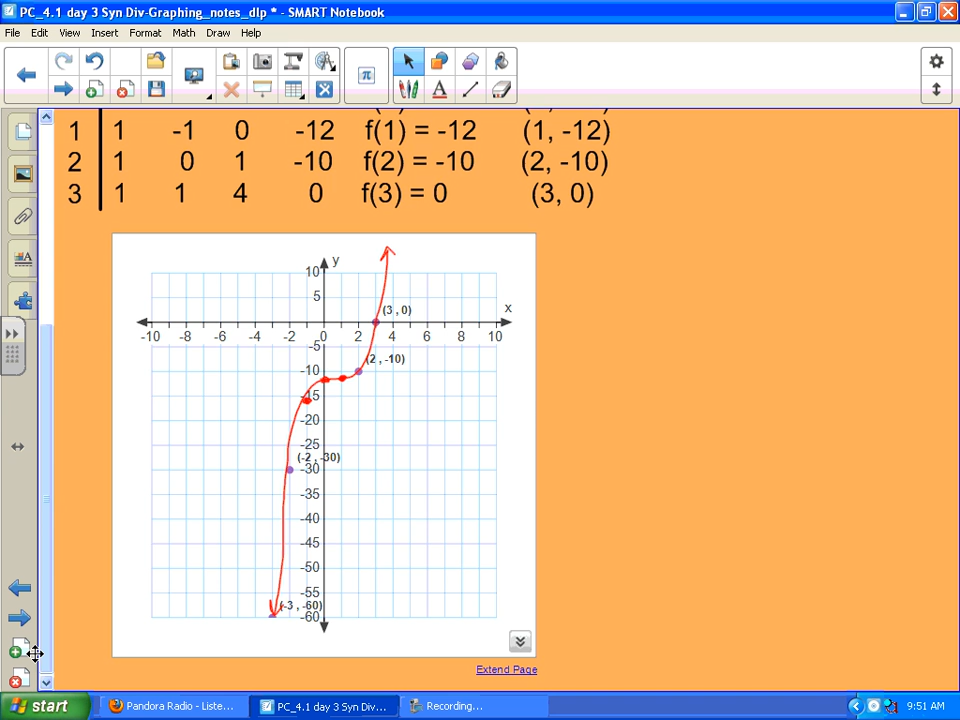 PC_4.1 day 3 Syn Div-Graphing_notes_dlp * - SMART Notebook
File Edit View Insert Format Math Draw Help
π
1 1 -1 0 -12 f(1) = -12 (1, -12)
2 1 0 1 -10 f(2) = -10 (2, -10)
3 1 1 4 0 f(3) = 0 (3, 0)
y
10
5
(3 , 0)
x
-10 -8 -6 -4 -2 0 2 4 6 8 10
-5
(2 , -10)
-10
-15
-20
-25
(-2 , -30)
-30
-35
-40
-45
-50
-55
(-3 , -60)
-60
Extend Page
start Pandora Radio - Liste... PC_4.1 day 3 Syn Div... Recording... 9:51 AM